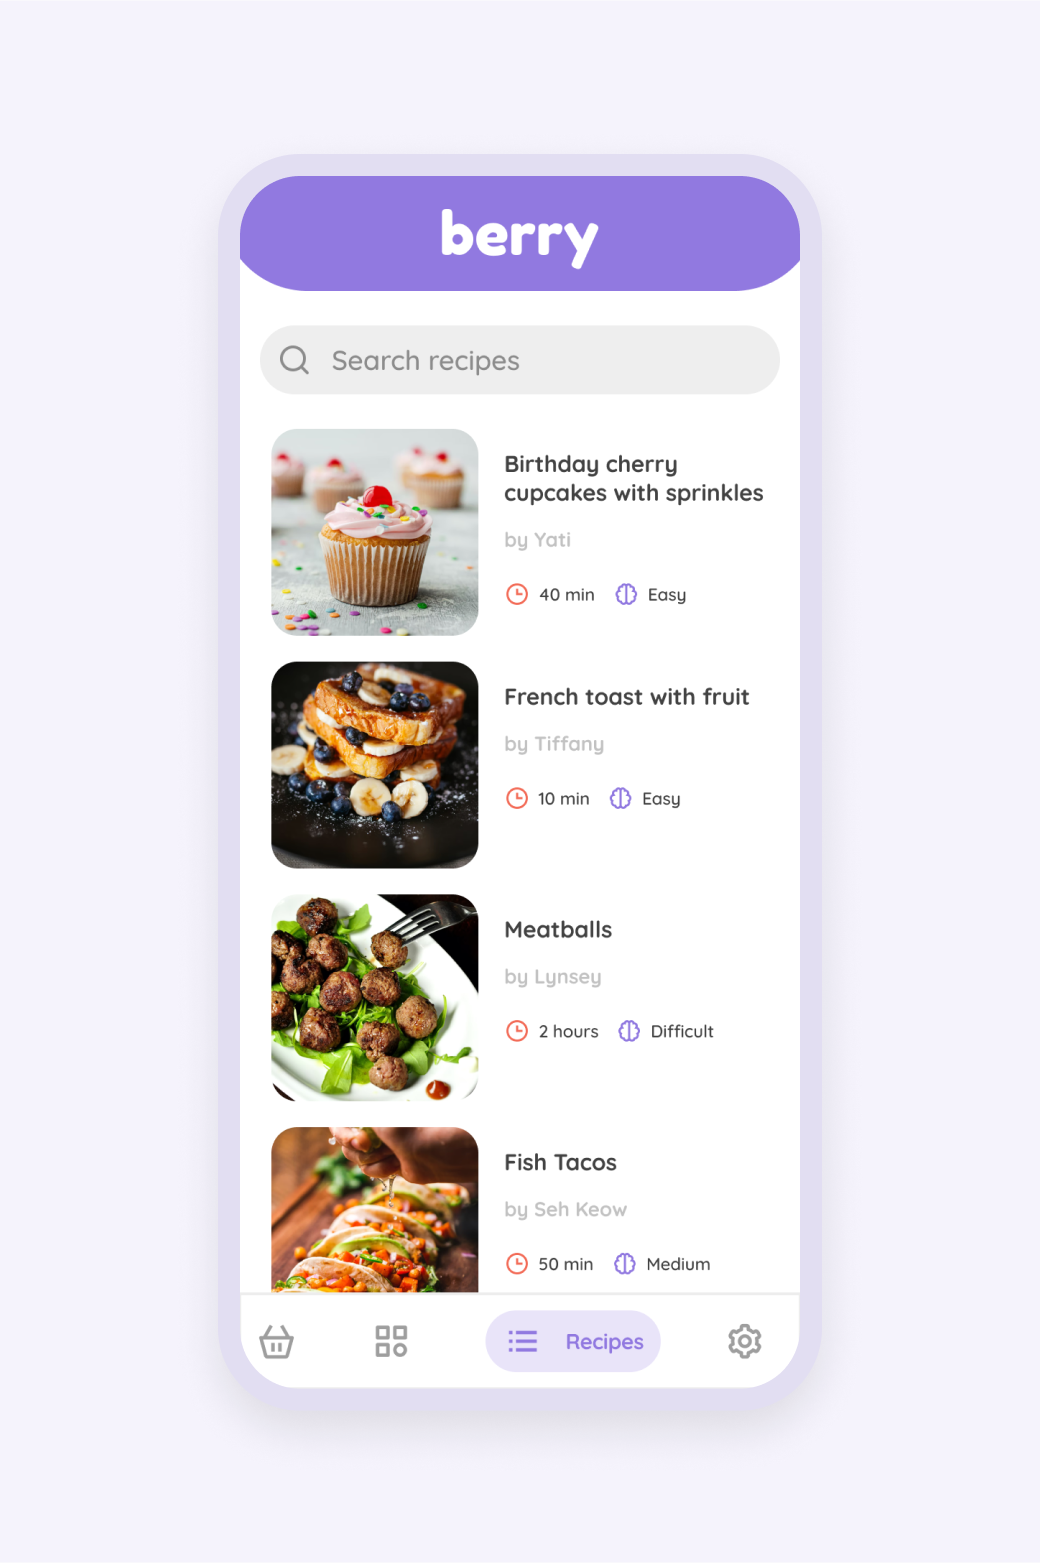 berry
Search recipes
Birthday cherry
cupcakes with sprinkles
by Yati
40 min Easy
French toast with fruit
by Tiffany
10 min Easy
Meatballs
by Lynsey
2 hours Difficult
Fish Tacos
by Seh Keow
50 min Medium
Recipes